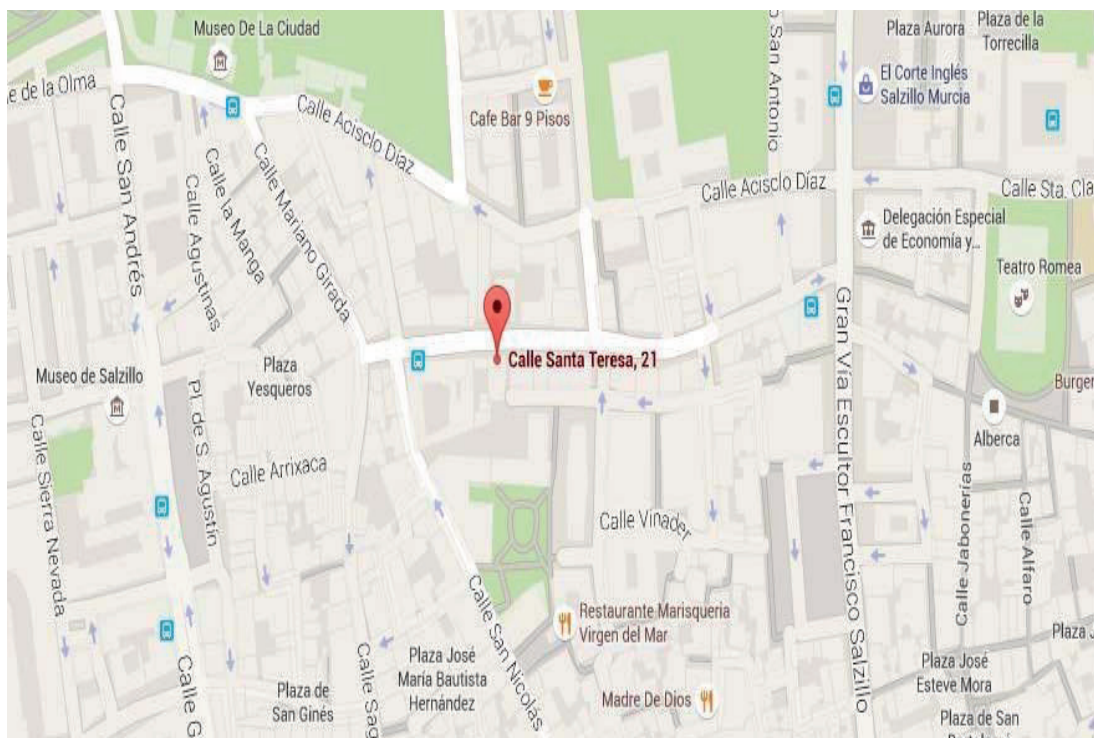 Museo De La Ciudad
Cafe Bar 9 Pisos
San Antonio
Plaza Aurora
Plaza de la
Torrecilla
El Corte Inglés
Salzillo Murcia
e de la Olma
Calle Acisclo Diaz
Calle San Andrés
Calle Agustinas
Calle la Manga
Calle Mariano Girada
Calle Acisclo Díaz
Calle Sta. Cla
Delegación Especial
de Economía y...
Teatro Romea
Calle Santa Teresa, 21
Museo de Salzillo
Plaza
Yesqueros
Burger
Alberca
Calle Sierra Nevada
Pl. de S. Agustín
Calle Arrixaca
Calle Vinader
Gran Vía Escultor Francisco Salzillo
Calle Jabonerías
Calle Alfaro
Calle San Nicolás
Restaurante Marisqueria
Virgen del Mar
Plaza José
María Bautista
Hernández
Plaza de
San Ginés
Calle Sag
Calle G
Madre De Dios
Plaza J
Plaza José
Esteve Mora
Plaza de San